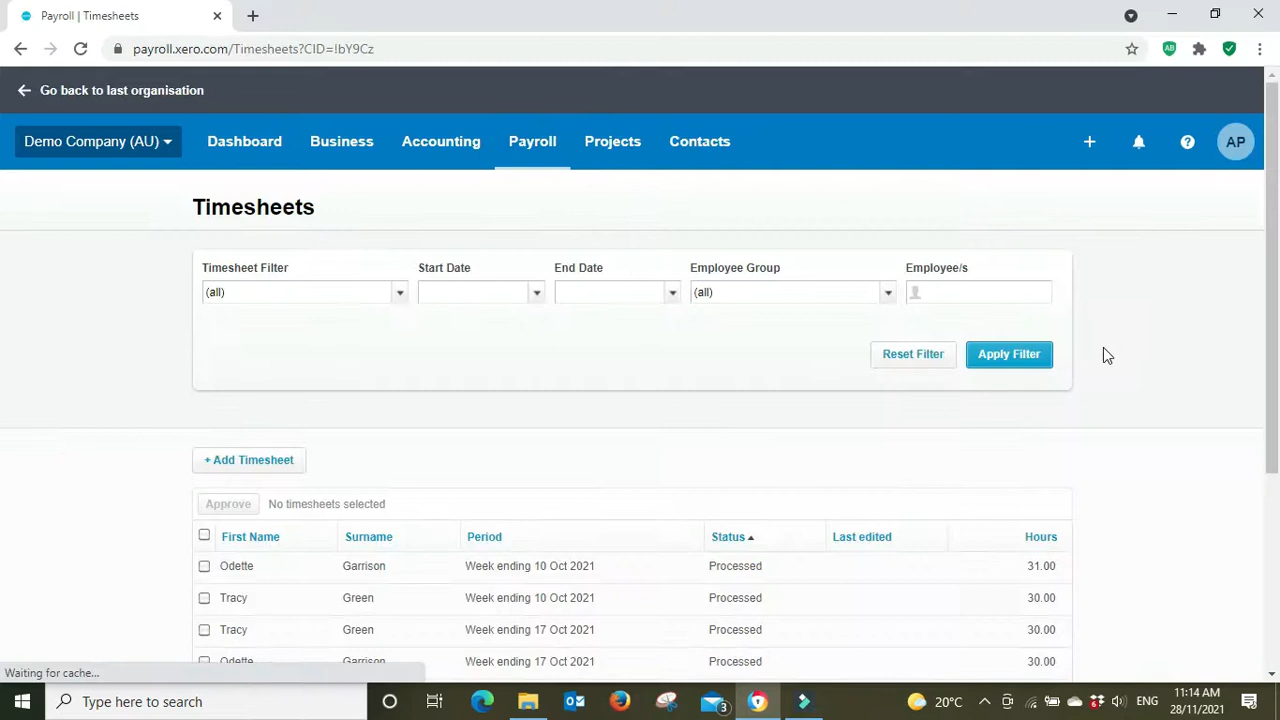 Payroll | Timesheets
payroll.xero.com/Timesheets?CID=!bY9Cz
AB
Go back to last organisation
Demo Company (AU)
Dashboard
Business
Accounting
Payroll
Projects
Contacts
AP
Timesheets
Timesheet Filter
Start Date
End Date
Employee Group
Employee/s
(all)
(all)
Reset Filter
Apply Filter
+ Add Timesheet
Approve
No timesheets selected
First Name
Surname
Period
Status
Last edited
Hours
Odette Garrison Week ending 10 Oct 2021 Processed 31.00
Tracy Green Week ending 10 Oct 2021 Processed 30.00
Tracy Green Week ending 17 Oct 2021 Processed 30.00
Odette Garrison Week ending 17 Oct 2021 Processed 30.00
Waiting for cache...
Type here to search
3
20°C
6
ENG
11:14 AM
28/11/2021